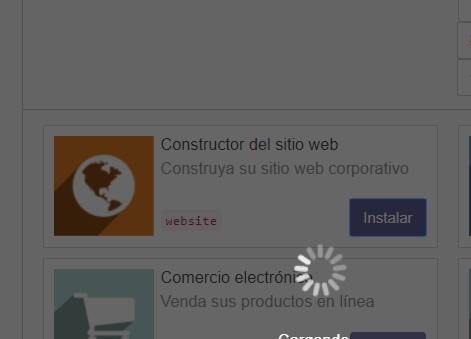 Constructor del sitio web
Construya su sitio web corporativo
website
Instalar
Comercio electrónico
Venda sus productos en línea
Cargando